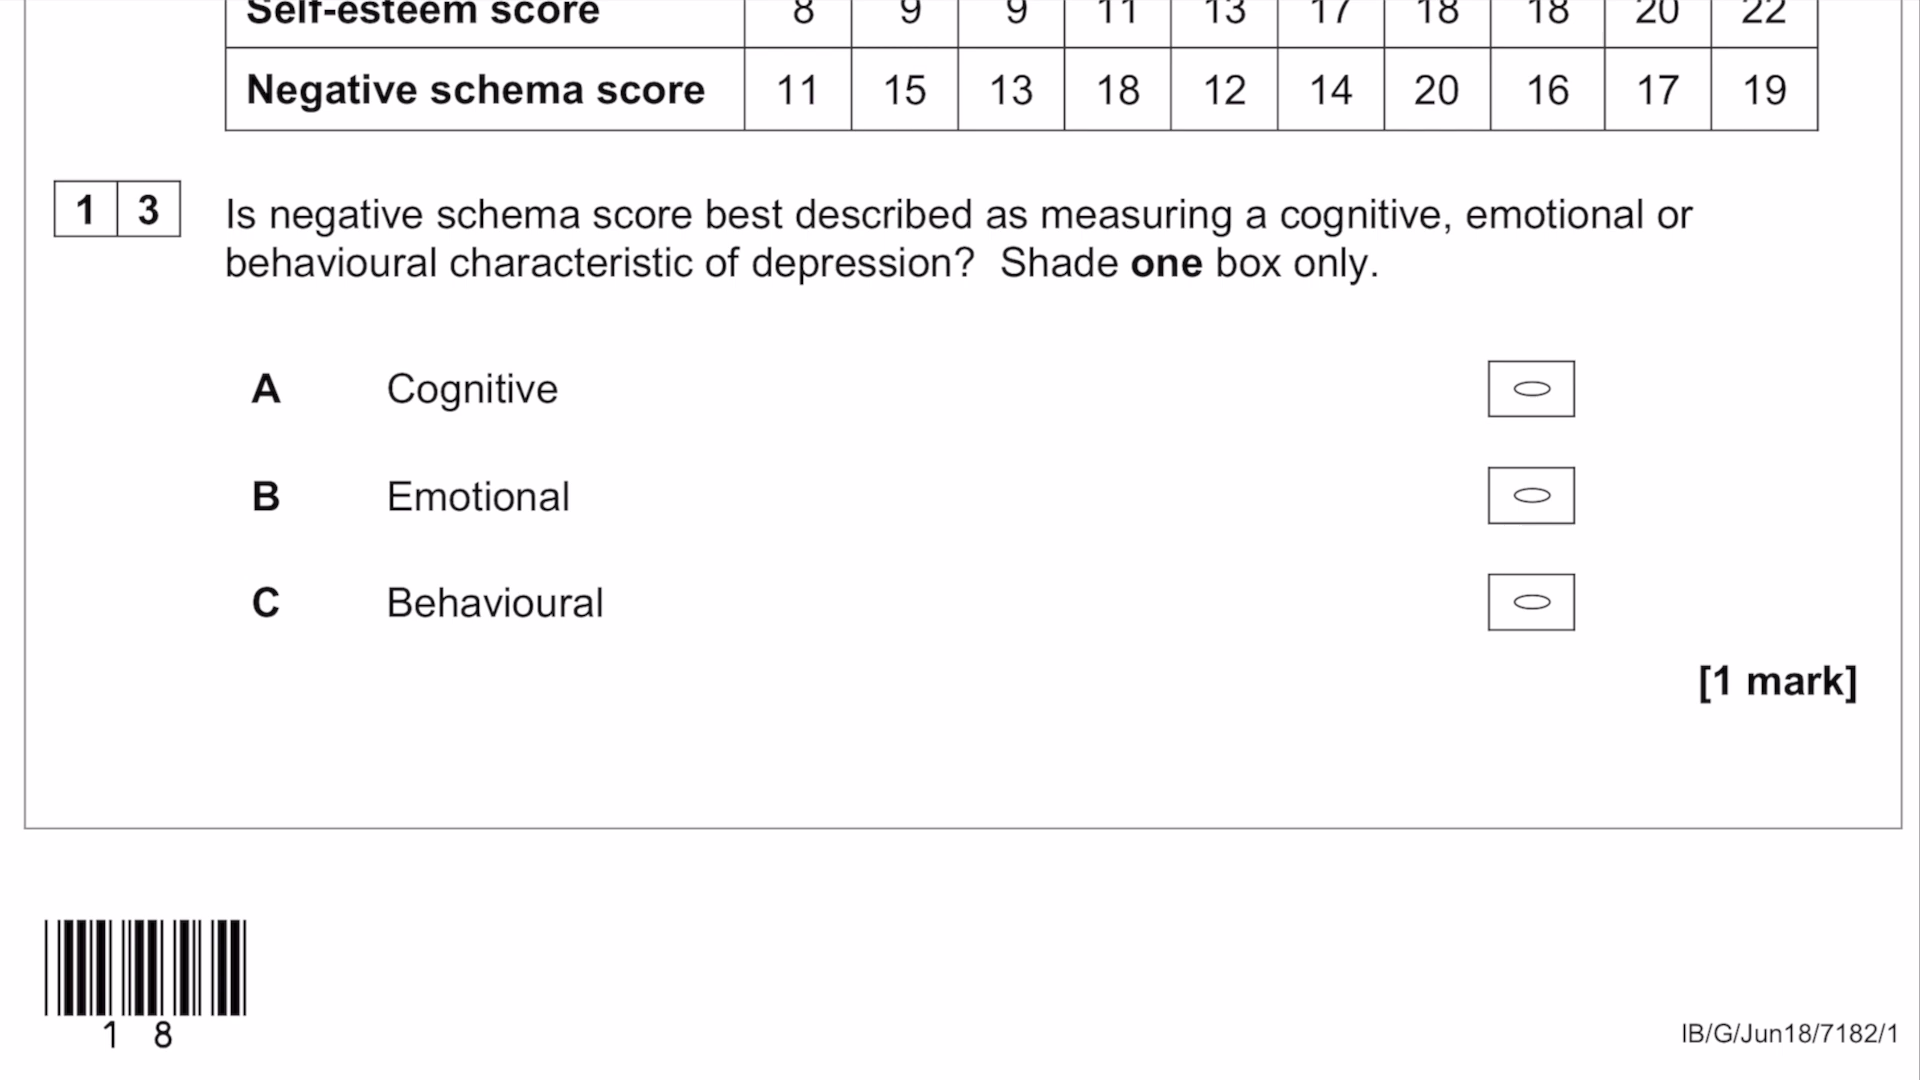 Self-esteem score 8 9 9 11 13 17 18 18 20 22
Negative schema score 11 15 13 18 12 14 20 16 17 19
1 3 Is negative schema score best described as measuring a cognitive, emotional or
behavioural characteristic of depression? Shade one box only.
A Cognitive
B Emotional
C Behavioural
[1 mark]
1 8
IB/G/Jun18/7182/1